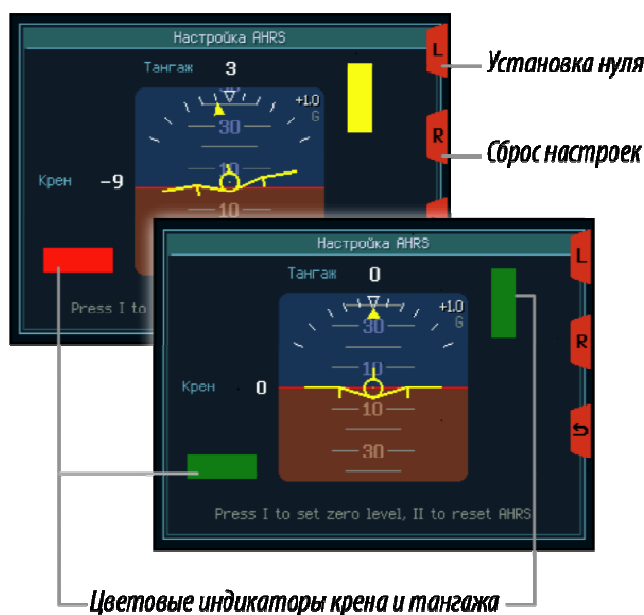 Настройка AHRS
L
Установка нуля
Тангаж 3
30
+1.0
G
30
R
Сброс настроек
10
Крен -9
10
Press I to
Настройка AHRS
L
Тангаж 0
+1.0
G
30
R
10
Крен 0
10
30
Press I to set zero level, II to reset AHRS
Цветовые индикаторы крена и тангажа